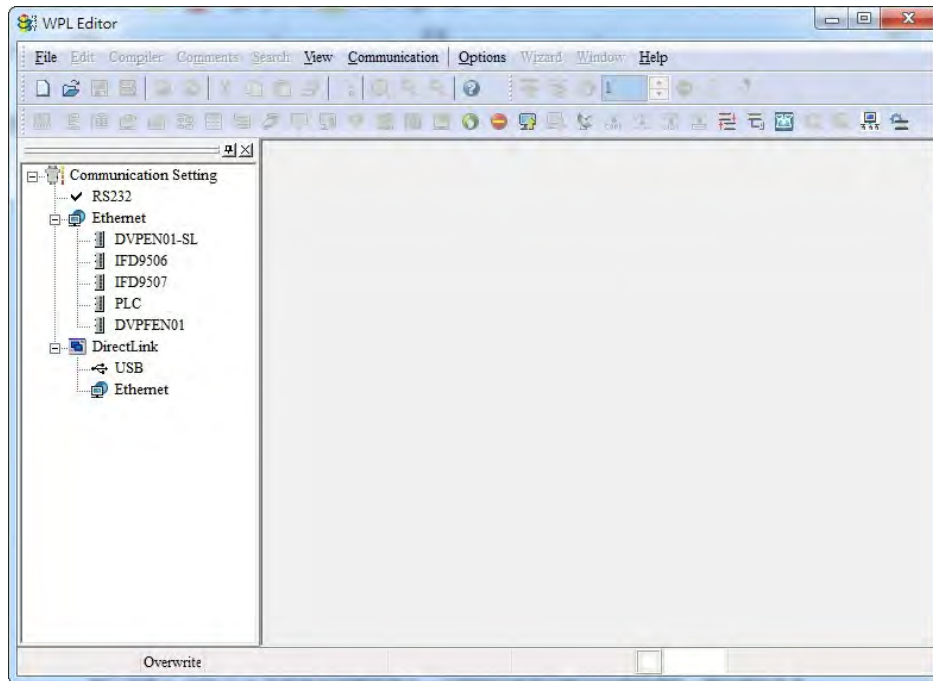 WPL Editor
File Edit Compiler Comments Search View Communication Options Wizard Window Help
1
Communication Setting
RS232
Ethernet
DVPEN01-SL
IFD9506
IFD9507
PLC
DVPFEN01
DirectLink
USB
Ethernet
Overwrite